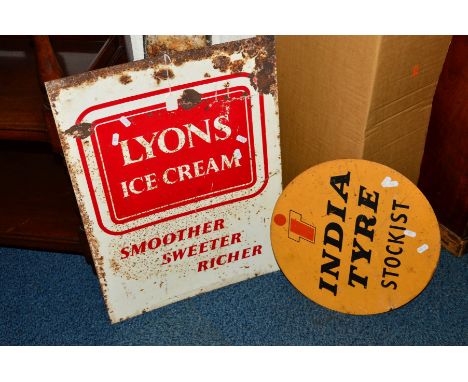 LYONS
ICE CREAM
SMOOTHER
SWEETER
RICHER
INDIA
TYRE
STOCKIST